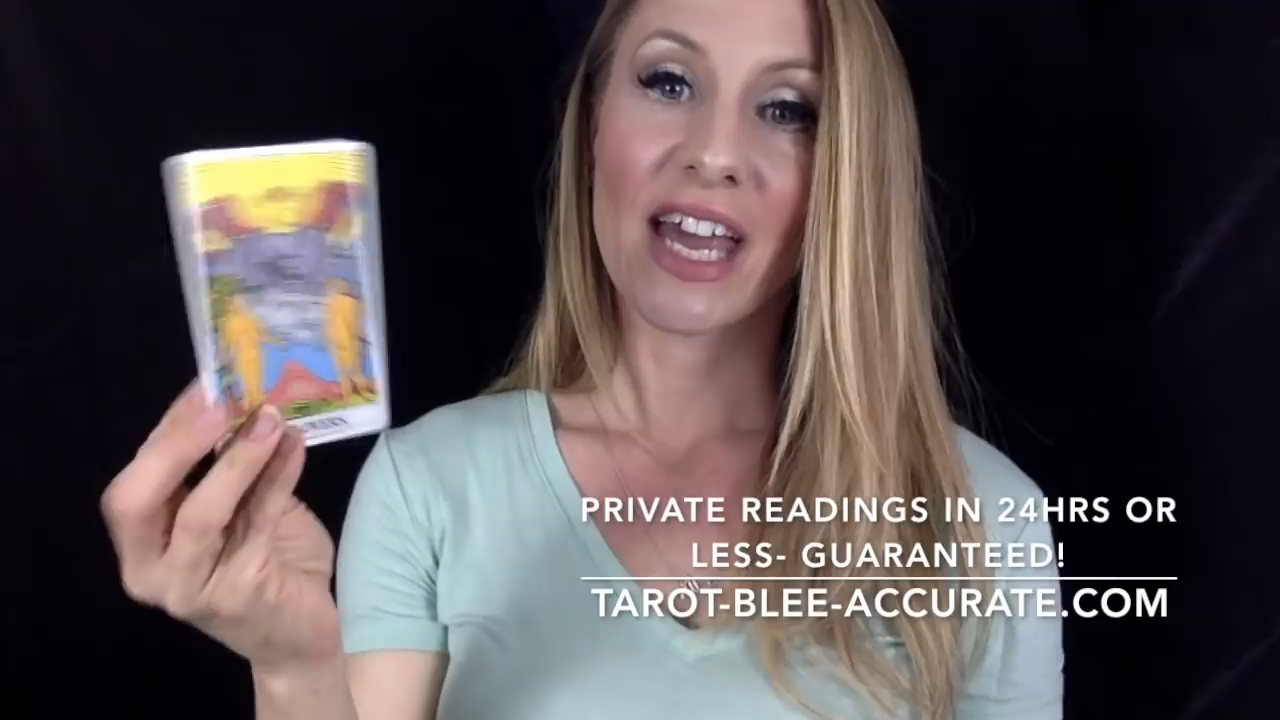 PRIVATE READINGS IN 24HRS OR
LESS- GUARANTEED!
TAROT-BLEE-ACCURATE.COM